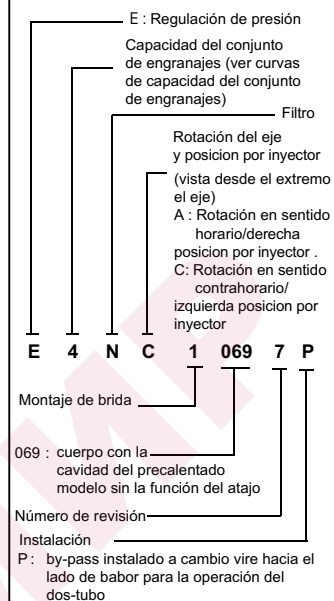 E : Regulación de presión
Capacidad del conjunto
de engranajes (ver curvas
de capacidad del conjunto
de engranajes)
Filtro
Rotación del eje
y posicion por inyector
(vista desde el extremo
el eje)
A : Rotación en sentido
horario/derecha
posicion por inyector .
C: Rotación en sentido
contrahorario/
izquierda posicion por
inyector
E 4 N C 1 069 7 P
Montaje de brida
069 : cuerpo con la
cavidad del precalentado
modelo sin la función del atajo
Número de revisión
Instalación
P : by-pass instalado a cambio vire hacia el
lado de babor para la operación del
dos-tubo